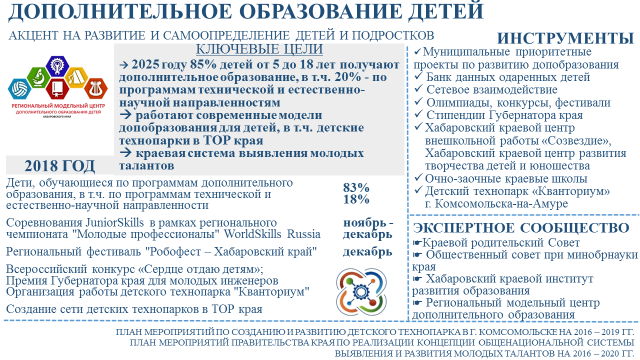 ДОПОЛНИТЕЛЬНОЕ ОБРАЗОВАНИЕ ДЕТЕЙ
АКЦЕНТ НА РАЗВИТИЕ И САМООПРЕДЕЛЕНИЕ ДЕТЕЙ И ПОДРОСТКОВ
РЕГИОНАЛЬНЫЙ МОДЕЛЬНЫЙ ЦЕНТР
ДОПОЛНИТЕЛЬНОГО ОБРАЗОВАНИЯ ДЕТЕЙ
ХАБАРОВСКИЙ КРАЙ
КЛЮЧЕВЫЕ ЦЕЛИ
→ 2025 году 85% детей от 5 до 18 лет получают
дополнительное образование, в т.ч. 20% - по
программам технической и естественно-
научной направленностям
→ работают современные модели
допобразования для детей, в т.ч. детские
технопарки в ТОР края
→ краевая система выявления молодых
талантов
2018 ГОД
Дети, обучающиеся по программам дополнительного
образования, в т.ч. по программам технической и
естественно-научной направленности
83%
18%
Соревнования JuniorSkills в рамках регионального
чемпионата "Молодые профессионалы" WorldSkills Russia
ноябрь -
декабрь
Региональный фестиваль "Робофест – Хабаровский край"
декабрь
Всероссийский конкурс «Сердце отдаю детям»;
Премия Губернатора края для молодых инженеров
Организация работы детского технопарка "Кванториум"
Создание сети детских технопарков в ТОР края
ИНСТРУМЕНТЫ
✓Муниципальные приоритетные
проекты по развитию допобразования
✓ Банк данных одаренных детей
✓ Сетевое взаимодействие
✓ Олимпиады, конкурсы, фестивали
✓ Стипендии Губернатора края
✓ Хабаровский краевой центр
внешкольной работы «Созвездие»,
Хабаровский краевой центр развития
творчества детей и юношества
✓ Очно-заочные краевые школы
✓ Детский технопарк «Кванториум»
г. Комсомольска-на-Амуре
ЭКСПЕРТНОЕ СООБЩЕСТВО
☛Краевой родительский Совет
☛ Общественный совет при минобрнауки
края
☛ Хабаровский краевой институт
развития образования
☛ Региональный модельный центр
дополнительного образования
ПЛАН МЕРОПРИЯТИЙ ПО СОЗДАНИЮ И РАЗВИТИЮ ДЕТСКОГО ТЕХНОПАРКА В Г. КОМСОМОЛЬСКЕ НА 2016 – 2019 ГГ.
ПЛАН МЕРОПРИЯТИЙ ПРАВИТЕЛЬСТВА КРАЯ ПО РЕАЛИЗАЦИИ КОНЦЕПЦИИ ОБЩЕНАЦИОНАЛЬНОЙ СИСТЕМЫ
ВЫЯВЛЕНИЯ И РАЗВИТИЯ МОЛОДЫХ ТАЛАНТОВ НА 2016 – 2020 ГГ.